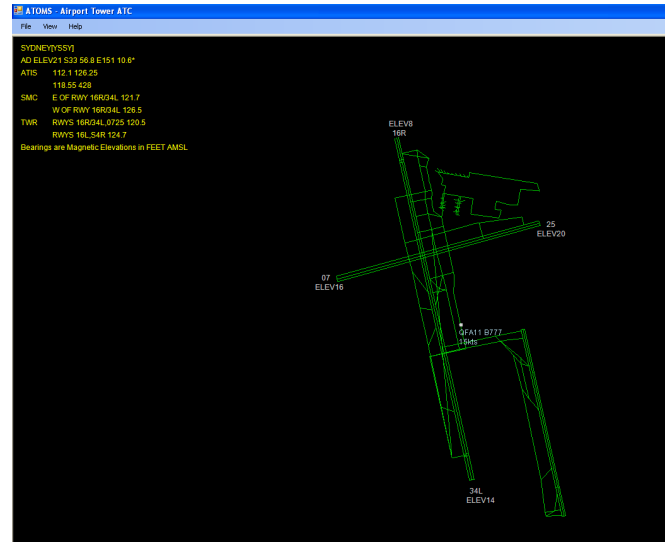 ATOMS - Airport Tower ATC
File View Help
SYDNEY[YSSY]
AD ELEV21 S33 56.8 E151 10.6*
ATIS 112.1 126.25
118.55 428
SMC E OF RWY 16R/34L 121.7
W OF RWY 16R/34L 126.5
TWR RWYS 16R/34L,0725 120.5
RWYS 16L,S4R 124.7
Bearings are Magnetic Elevations in FEET AMSL
ELEV8
16R
25
ELEV20
07
ELEV16
QFA11 B777
15kts
34L
ELEV14